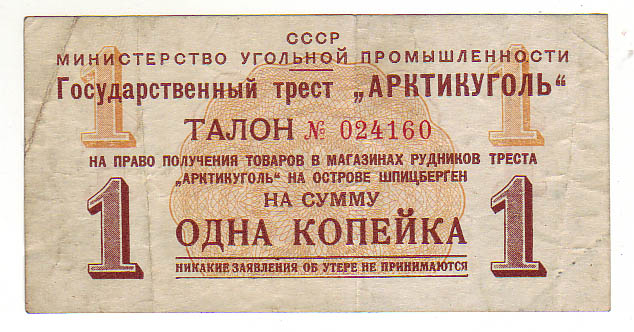 СССР
МИНИСТЕРСТВО УГОЛЬНОЙ ПРОМЫШЛЕННОСТИ
Государственный трест „АРКТИКУГОЛЬ“
1 1
ТАЛОН № 024160
НА ПРАВО ПОЛУЧЕНИЯ ТОВАРОВ В МАГАЗИНАХ РУДНИКОВ ТРЕСТА
„АРКТИКУГОЛЬ“ НА ОСТРОВЕ ШПИЦБЕРГЕН
НА СУММУ
1 ОДНА КОПЕЙКА 1
НИКАКИЕ ЗАЯВЛЕНИЯ ОБ УТЕРЕ НЕ ПРИНИМАЮТСЯ